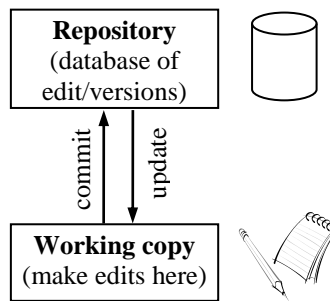 Repository
(database of
edit/versions)
commit
update
Working copy
(make edits here)